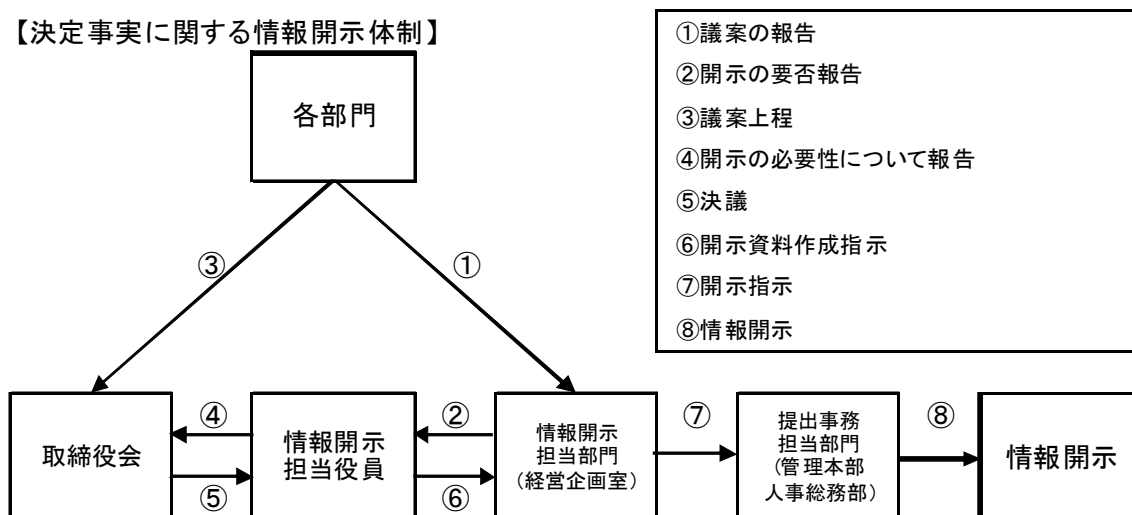 【決定事実に関する情報開示体制】
①議案の報告
②開示の要否報告
③議案上程
④開示の必要性について報告
⑤決議
⑥開示資料作成指示
⑦開示指示
⑧情報開示
各部門
③
①
取締役会
④
⑤
情報開示
担当役員
②
⑥
情報開示
担当部門
（経営企画室）
⑦
提出事務
担当部門
（管理本部
人事総務部）
⑧
情報開示